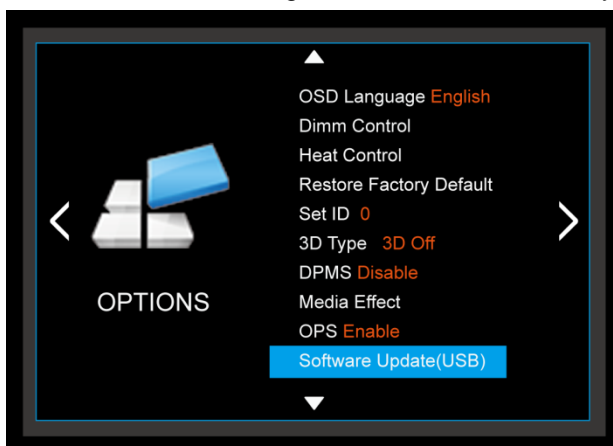 OSD Language English
Dimm Control
Heat Control
Restore Factory Default
Set ID 0
3D Type 3D Off
DPMS Disable
OPTIONS
Media Effect
OPS Enable
Software Update(USB)